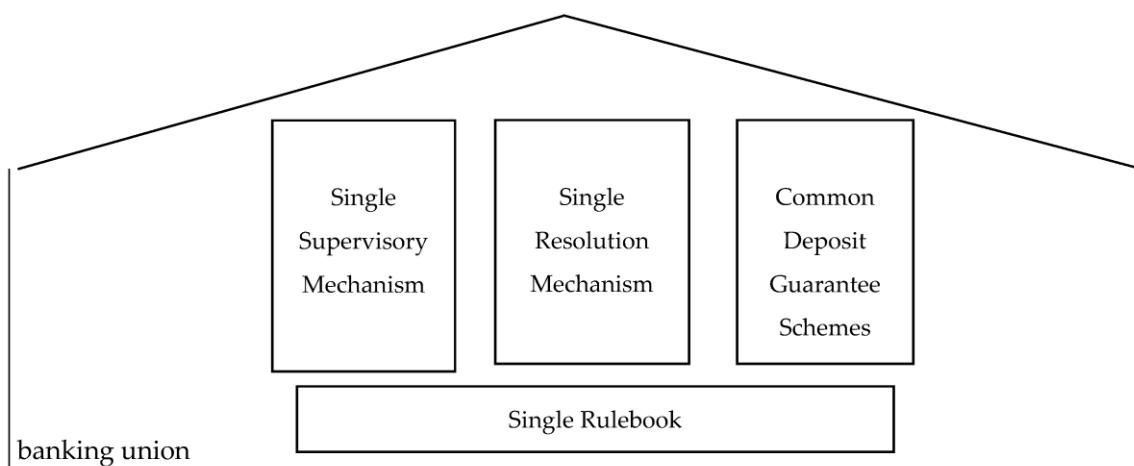 Single
Supervisory
Mechanism
Single
Resolution
Mechanism
Common
Deposit
Guarantee
Schemes
Single Rulebook
banking union